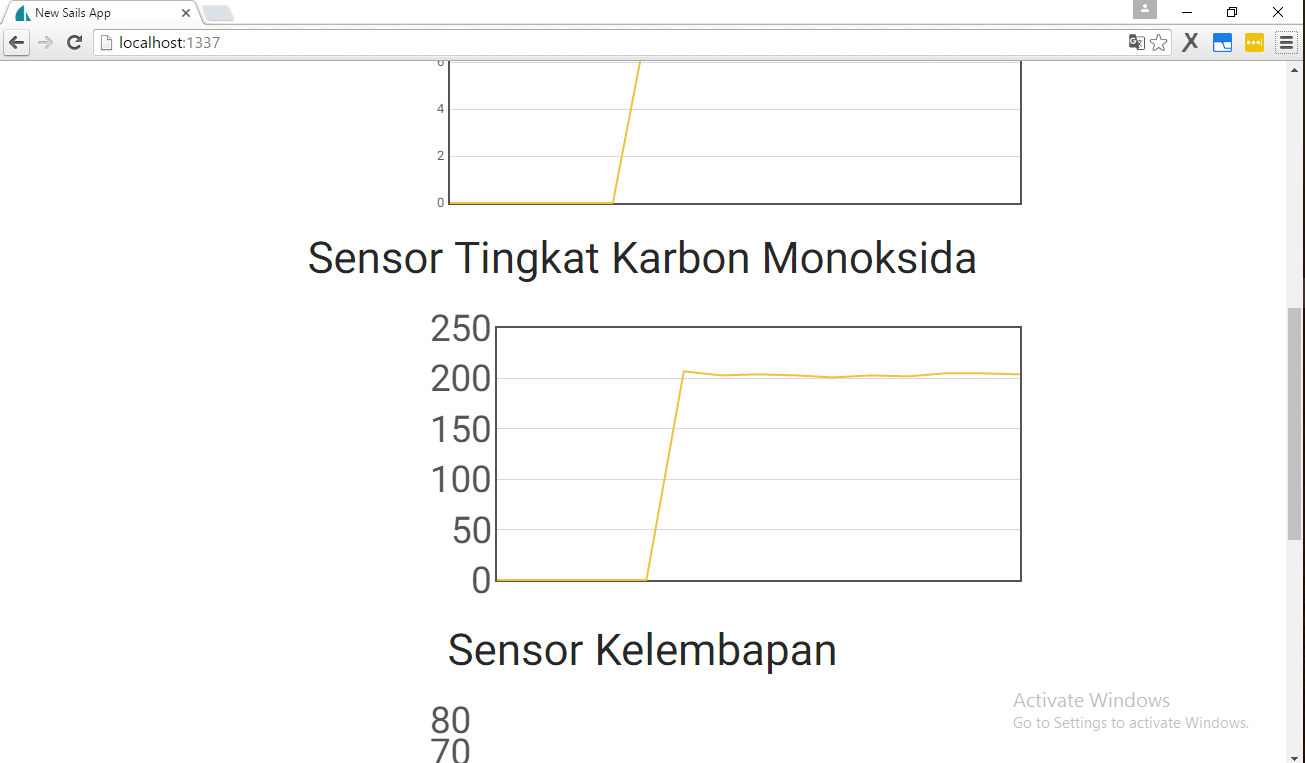 New Sails App
localhost:1337
6
4
2
0
Sensor Tingkat Karbon Monoksida
250
200
150
100
50
0
Sensor Kelembapan
80
70
Activate Windows
Go to Settings to activate Windows.